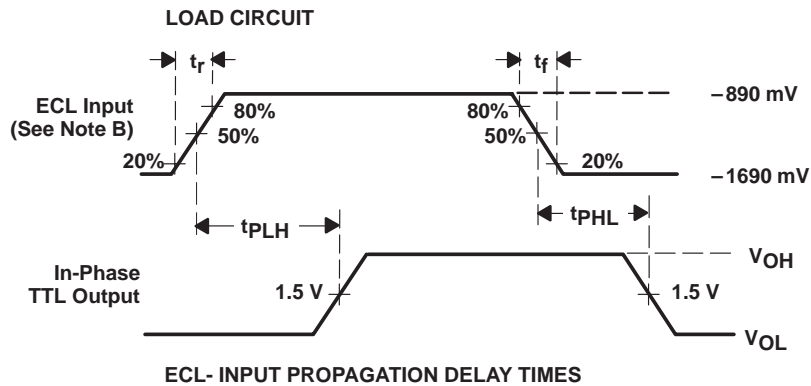 LOAD CIRCUIT
tr
tf
ECL Input
(See Note B)
–890 mV
80%
80%
50%
50%
20%
20%
–1690 mV
tPLH
tPHL
VOH
In-Phase
TTL Output
1.5 V
1.5 V
VOL
ECL- INPUT PROPAGATION DELAY TIMES